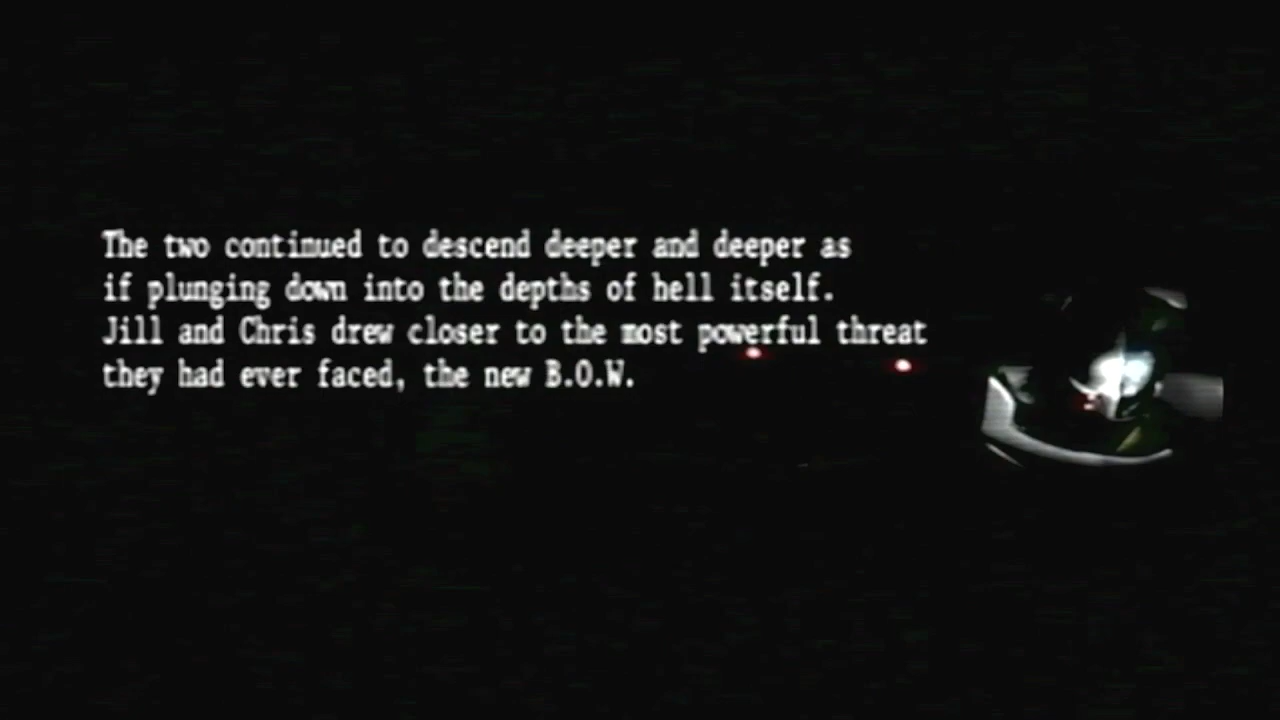 The two continued to descend deeper and deeper as
if plunging down into the depths of hell itself.
Jill and Chris drew closer to the most powerful threat
they had ever faced, the new B.O.W.